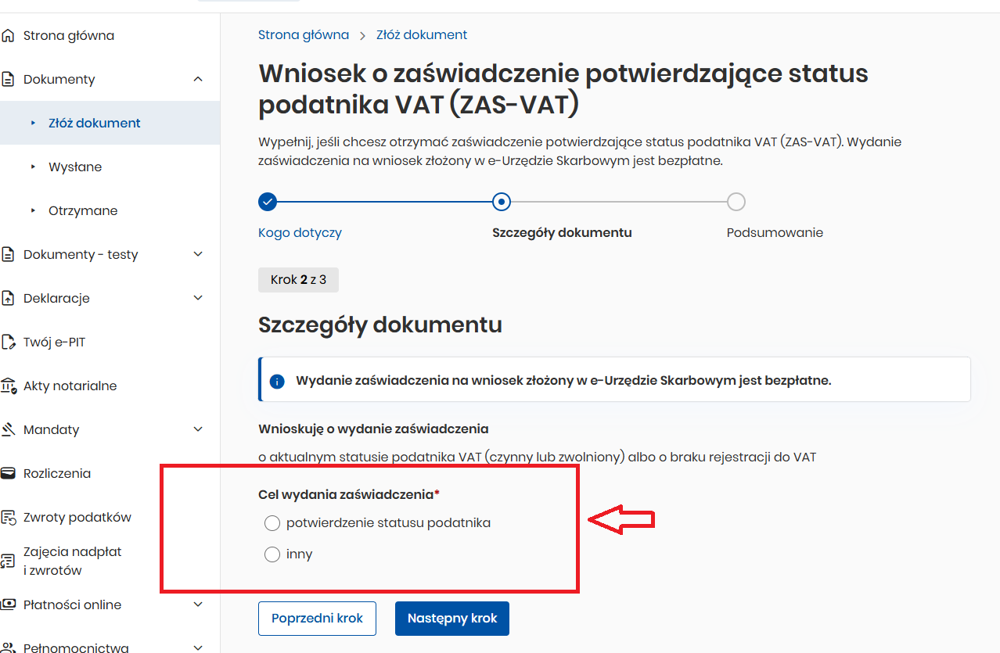 Strona główna
Dokumenty
Złóż dokument
Wysłane
Otrzymane
Dokumenty - testy
Deklaracje
Twój e-PIT
Akty notarialne
Mandaty
Rozliczenia
Zwroty podatków
Zajęcia nadpłat
i zwrotów
Płatności online
Pełnomocnictwa
Strona główna > Złóż dokument
Wniosek o zaświadczenie potwierdzające status
podatnika VAT (ZAS-VAT)
Wypełnij, jeśli chcesz otrzymać zaświadczenie potwierdzające status podatnika VAT (ZAS-VAT). Wydanie
zaświadczenia na wniosek złożony w e-Urzędzie Skarbowym jest bezpłatne.
Kogo dotyczy
Szczegóły dokumentu
Podsumowanie
Krok 2 z 3
Szczegóły dokumentu
Wydanie zaświadczenia na wniosek złożony w e-Urzędzie Skarbowym jest bezpłatne.
Wnioskuję o wydanie zaświadczenia
o aktualnym statusie podatnika VAT (czynny lub zwolniony) albo o braku rejestracji do VAT
Cel wydania zaświadczenia*
potwierdzenie statusu podatnika
inny
Poprzedni krok
Następny krok